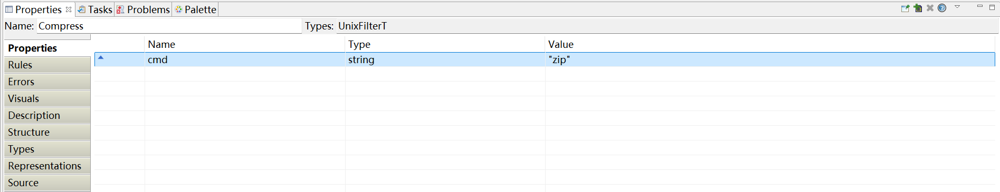 Properties Tasks Problems Palette
Name: Compress Types: UnixFilterT
Name Type Value
Properties
cmd string "zip"
Rules
Errors
Visuals
Description
Structure
Types
Representations
Source